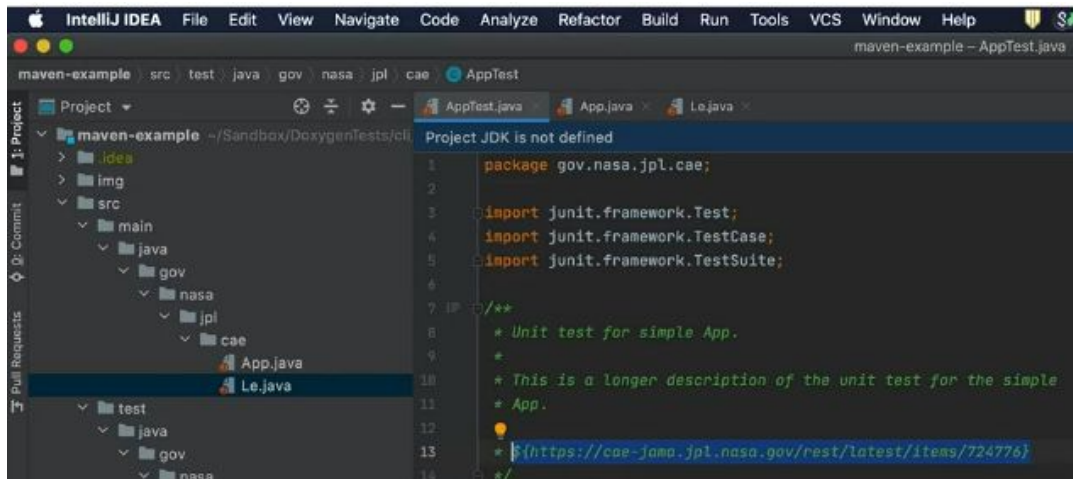 IntelliJ IDEA File Edit View Navigate Code Analyze Refactor Build Run Tools VCS Window Help
maven-example – AppTest.java
maven-example src test java gov nasa jpl cae AppTest
1: Project
0: Commit
Pull Requests
Project
maven-example ~/Sandbox/DoxygenTests/cli
.idea
img
src
main
java
gov
nasa
jpl
cae
App.java
Le.java
test
java
gov
nasa
AppTest.java App.java Le.java
Project JDK is not defined
1 package gov.nasa.jpl.cae;
2
3 import junit.framework.Test;
4 import junit.framework.TestCase;
5 import junit.framework.TestSuite;
6
7 /**
8 * Unit test for simple App.
9 *
10 * This is a longer description of the unit test for the simple
11 * App.
12
13 * ${https://cae-jama.jpl.nasa.gov/rest/latest/items/724776}
14 */